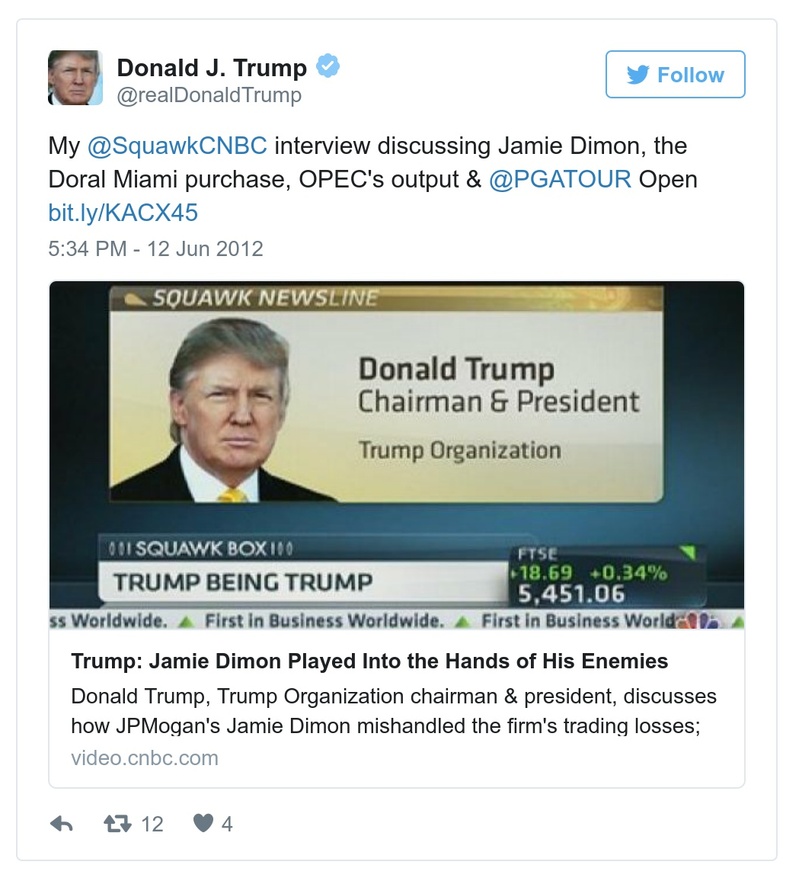 Donald J. Trump
@realDonaldTrump
Follow
My @SquawkCNBC interview discussing Jamie Dimon, the
Doral Miami purchase, OPEC's output & @PGATOUR Open
bit.ly/KACX45
5:34 PM - 12 Jun 2012
SQUAWK NEWSLINE
Donald Trump
Chairman & President
Trump Organization
SQUAWK BOX
TRUMP BEING TRUMP
FTSE
+18.69 +0.34%
5,451.06
ss Worldwide. First in Business Worldwide. First in Business World
Trump: Jamie Dimon Played Into the Hands of His Enemies
Donald Trump, Trump Organization chairman & president, discusses
how JPMogan's Jamie Dimon mishandled the firm's trading losses;
video.cnbc.com
12 4